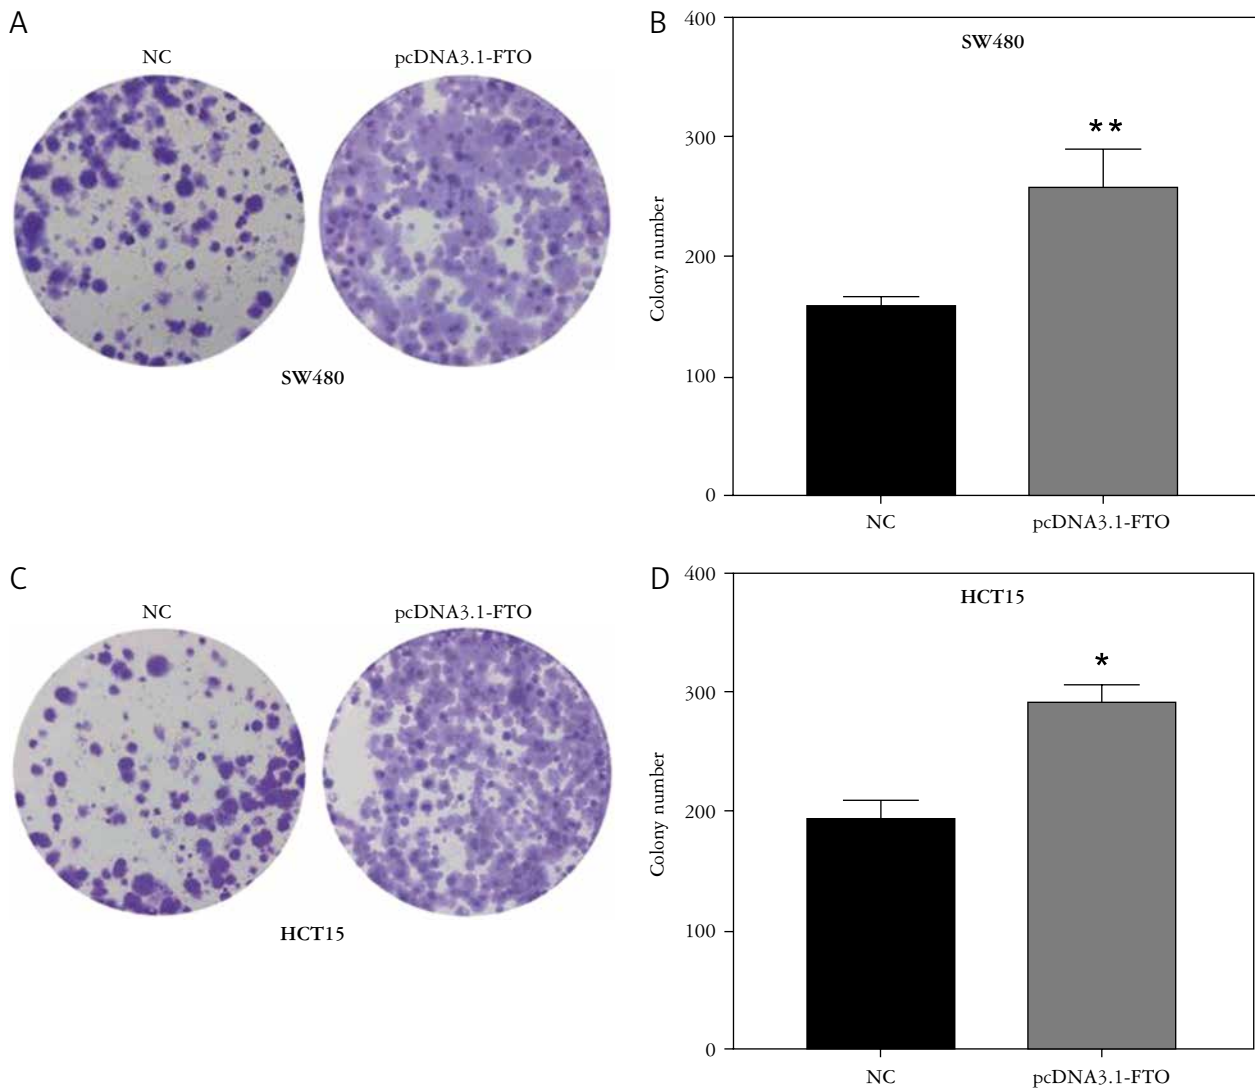 A
NC
pcDNA3.1-FTO
SW480
B
400
300
200
100
0
Colony number
SW480
**
NC
pcDNA3.1-FTO
C
NC
pcDNA3.1-FTO
HCT15
D
400
300
200
100
0
Colony number
HCT15
*
NC
pcDNA3.1-FTO